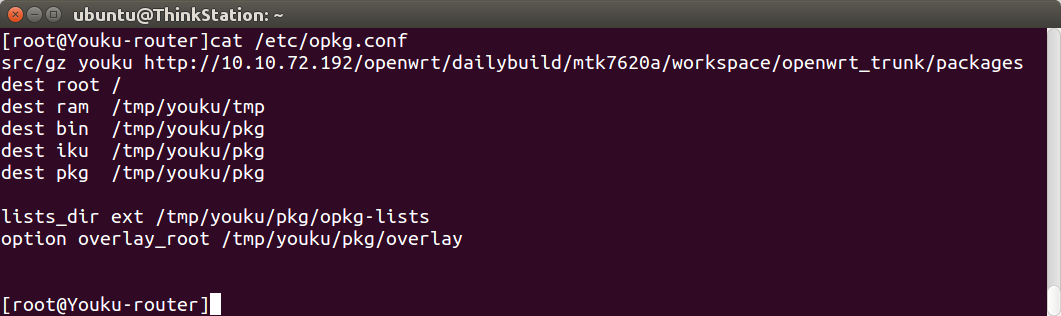 ubuntu@ThinkStation: ~
[root@Youku-router]cat /etc/opkg.conf
src/gz youku http://10.10.72.192/openwrt/dailybuild/mtk7620a/workspace/openwrt_trunk/packages
dest root /
dest ram  /tmp/youku/tmp
dest bin  /tmp/youku/pkg
dest iku  /tmp/youku/pkg
dest pkg  /tmp/youku/pkg
lists_dir ext /tmp/youku/pkg/opkg-lists
option overlay_root /tmp/youku/pkg/overlay
[root@Youku-router]